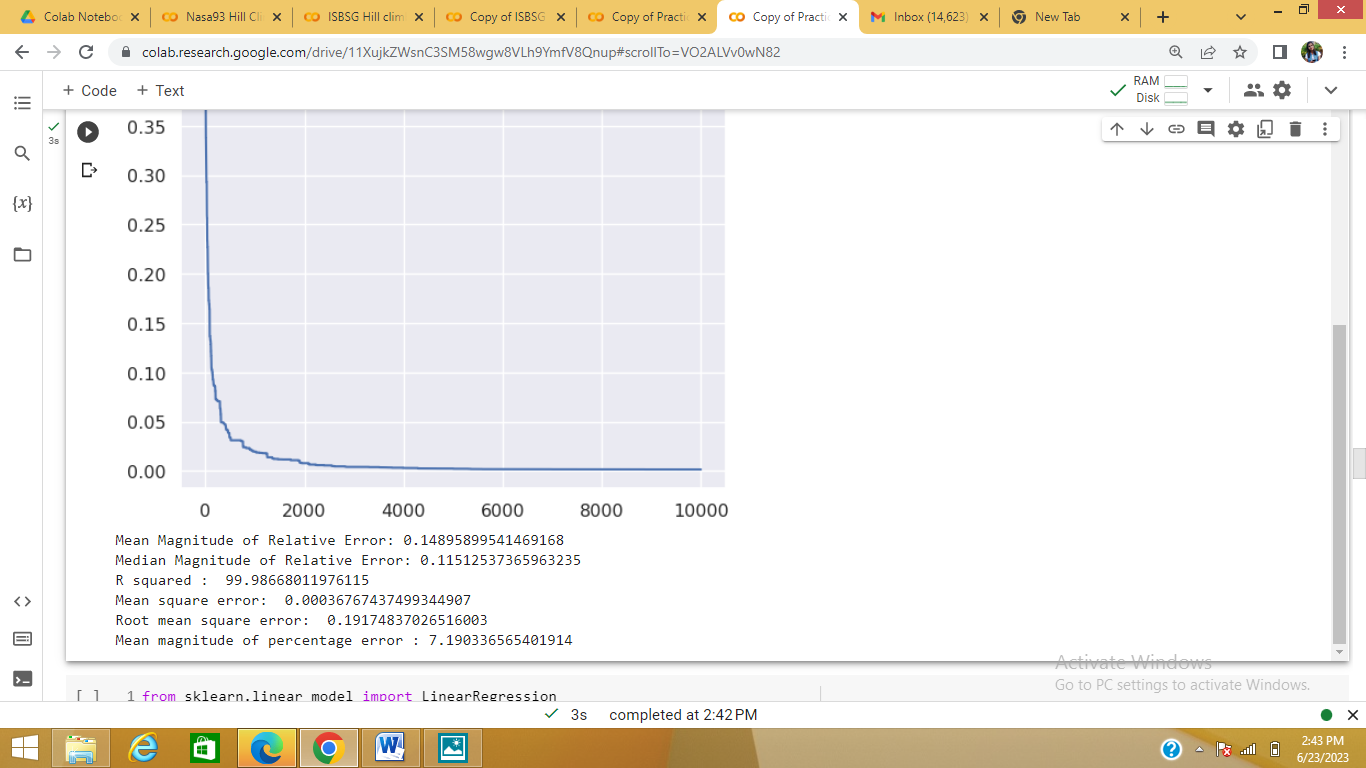 Colab Noteboo
Nasa93 Hill Cli
ISBSG Hill clim
Copy of ISBSG
Copy of Practi
Copy of Practi
Inbox (14,623)
New Tab
colab.research.google.com/drive/11XujkZWsnC3SM58wgw8VLh9YmfV8Qnup#scrollTo=VO2ALVv0wN82
+ Code + Text
RAM
Disk
3s
{x}
0.35
0.30
0.25
0.20
0.15
0.10
0.05
0.00
0 2000 4000 6000 8000 10000
Mean Magnitude of Relative Error: 0.14895899541469168
Median Magnitude of Relative Error: 0.11512537365963235
R squared : 99.98668011976115
Mean square error: 0.00036767437499344907
Root mean square error: 0.19174837026516003
Mean magnitude of percentage error : 7.190336565401914
Activate Windows
Go to PC settings to activate Windows.
[ ] 1 from sklearn.linear_model import LinearRegression
3s completed at 2:42 PM
2:43 PM
6/23/2023